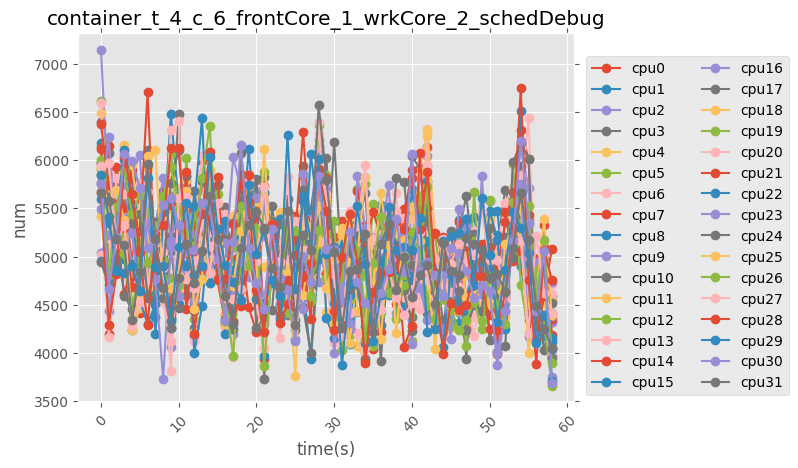 container_t_4_c_6_frontCore_1_wrkCore_2_schedDebug
num
7000
6500
6000
5500
5000
4500
4000
3500
0
10
20
30
40
50
60
time(s)
cpu0
cpu1
cpu2
cpu3
cpu4
cpu5
cpu6
cpu7
cpu8
cpu9
cpu10
cpu11
cpu12
cpu13
cpu14
cpu15
cpu16
cpu17
cpu18
cpu19
cpu20
cpu21
cpu22
cpu23
cpu24
cpu25
cpu26
cpu27
cpu28
cpu29
cpu30
cpu31